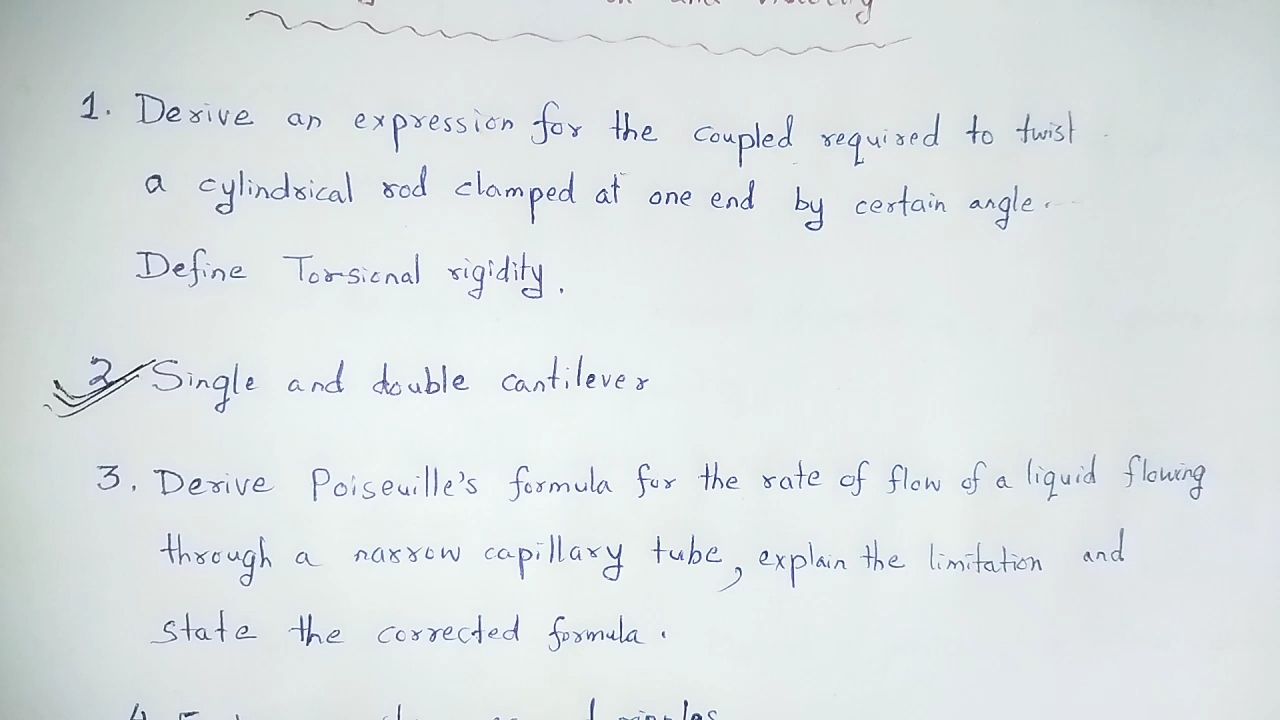 and
1. Derive an expression for the coupled required to twist
a cylindrical rod clamped at one end by certain angle.
Define Torsional rigidity.
2 Single and double cantilever
3. Derive Poiseuille's formula for the rate of flow of a liquid flowing
through a narrow capillary tube, explain the limitation and
state the corrected formula.
4.